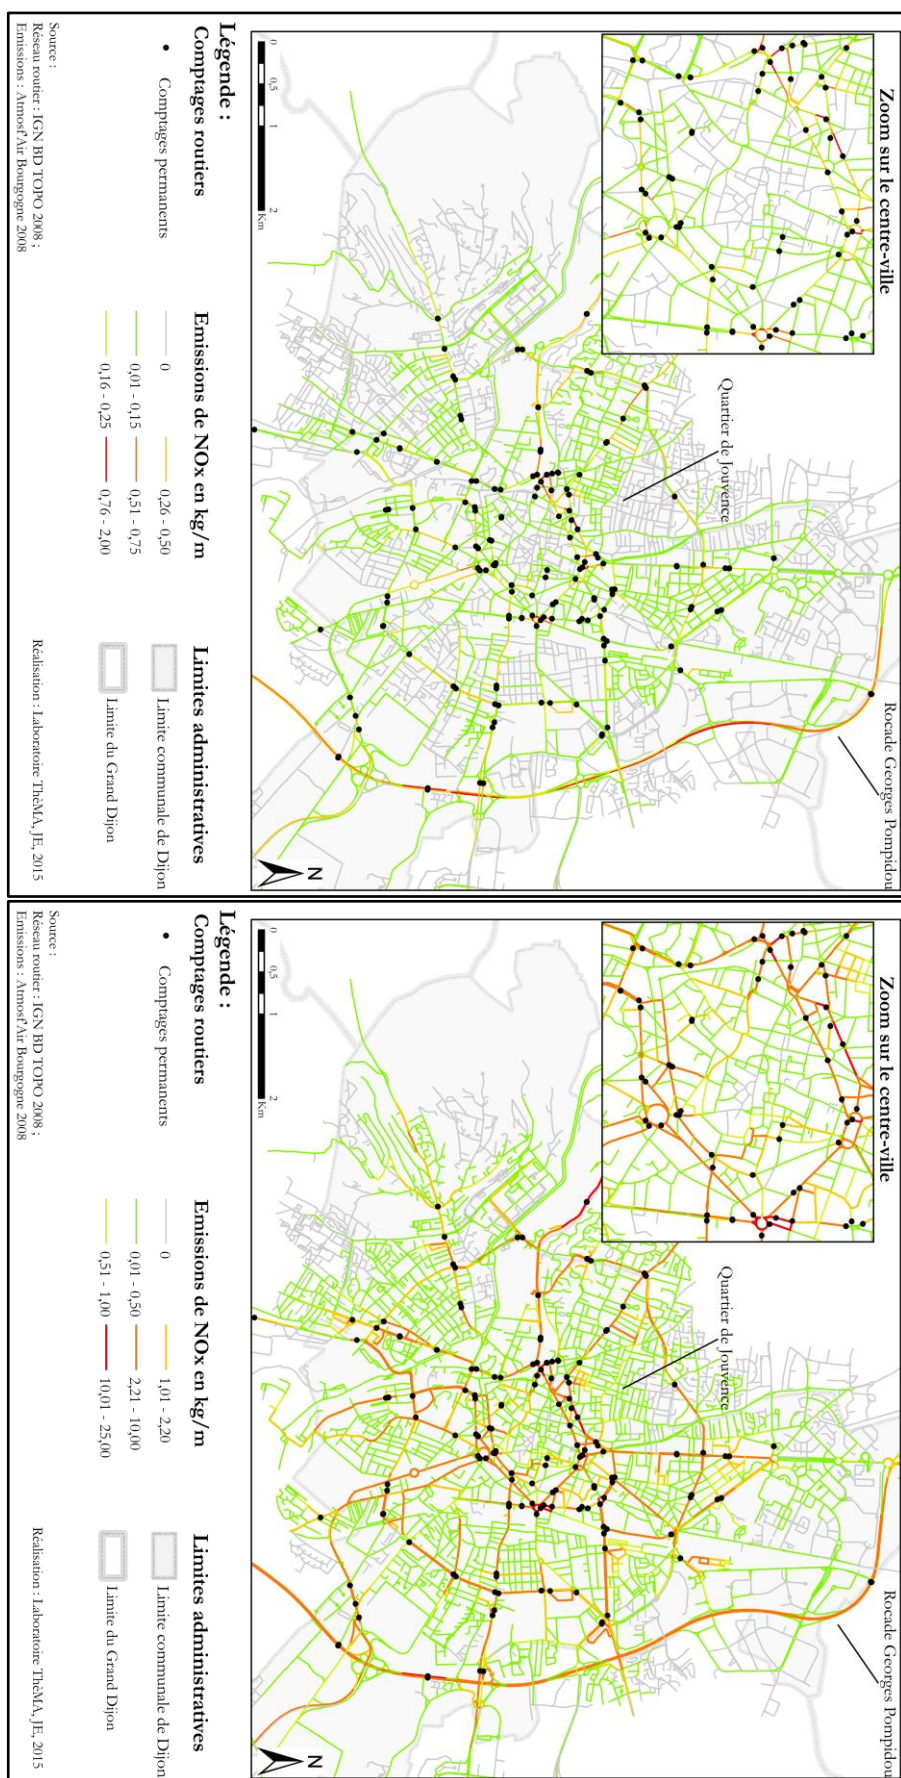 Zoom sur le centre-ville
Quartier de Jouvence
Rocade Georges Pompidou
N
0
0,5
1
2
Km
Légende :
Comptages routiers
Comptages permanents
Emissions de NOx en kg/m
0
0,01 - 0,15
0,16 - 0,25
0,26 - 0,50
0,51 - 0,75
0,76 - 2,00
Limites administratives
Limite communale de Dijon
Limite du Grand Dijon
Source :
Réseau routier : IGN BD TOPO 2008 ;
Emissions : Atmosf'Air Bourgogne 2008
Réalisation : Laboratoire ThéMA, JE, 2015
Zoom sur le centre-ville
Quartier de Jouvence
Rocade Georges Pompidou
N
0
0,5
1
2
Km
Légende :
Comptages routiers
Comptages permanents
Emissions de NOx en kg/m
0
0,01 - 0,50
0,51 - 1,00
1,01 - 2,20
2,21 - 10,00
10,01 - 25,00
Limites administratives
Limite communale de Dijon
Limite du Grand Dijon
Source :
Réseau routier : IGN BD TOPO 2008 ;
Emissions : Atmosf'Air Bourgogne 2008
Réalisation : Laboratoire ThéMA, JE, 2015